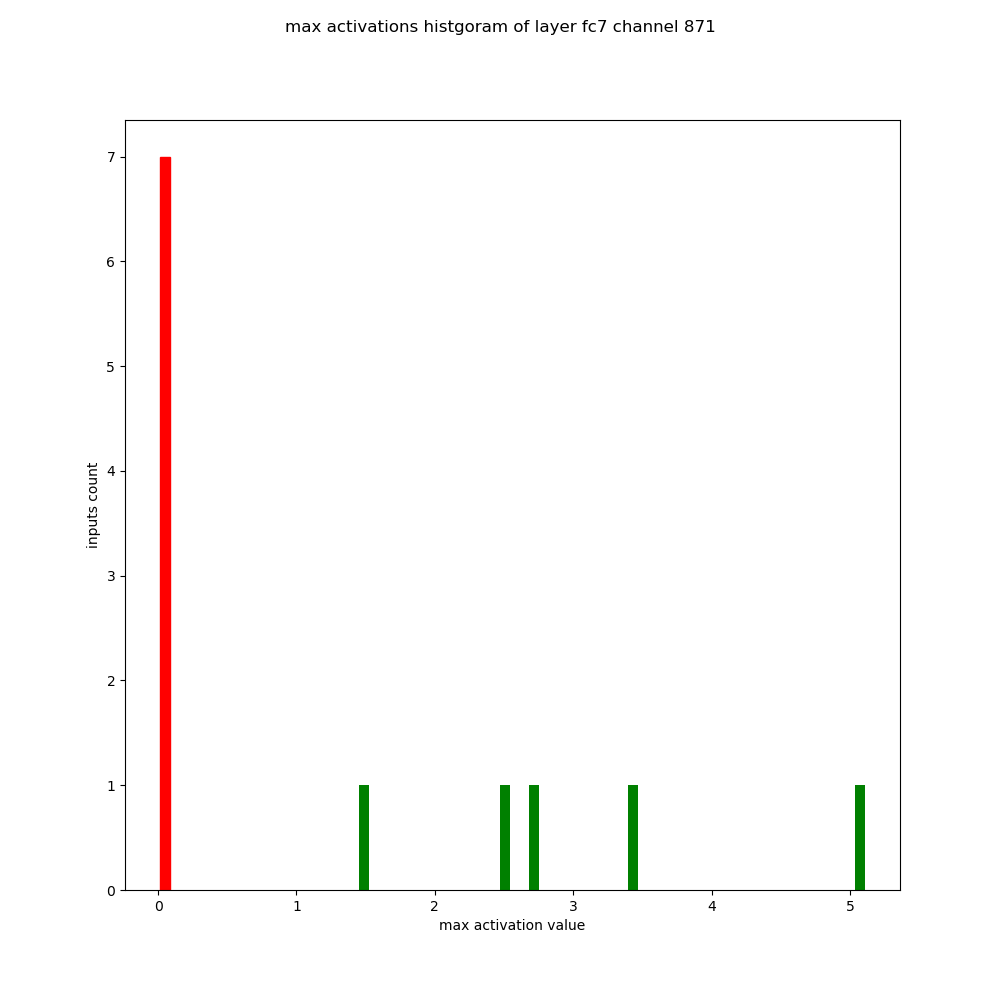 max activations histgoram of layer fc7 channel 871
7
6
5
4
3
2
1
0
inputs count
0 1 2 3 4 5
max activation value